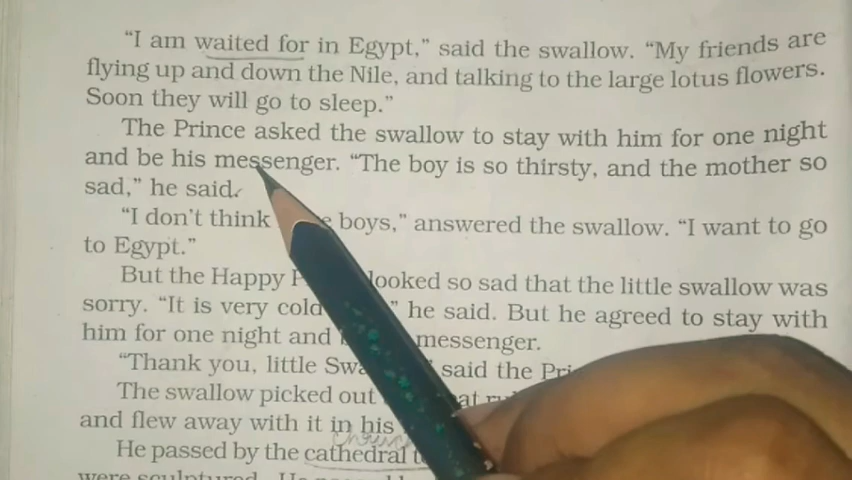 “I am waited for in Egypt,” said the swallow. “My friends are
flying up and down the Nile, and talking to the large lotus flowers.
Soon they will go to sleep.”
The Prince asked the swallow to stay with him for one night
and be his messenger. “The boy is so thirsty, and the mother so
sad,” he said.
“I don’t think boys,” answered the swallow. “I want to go
to Egypt.”
But the Happy looked so sad that the little swallow was
sorry. “It is very cold ” he said. But he agreed to stay with
him for one night and messenger.
“Thank you, little said the
The swallow picked out
and flew away with it in his
church
He passed by the cathedral
were sculptured.